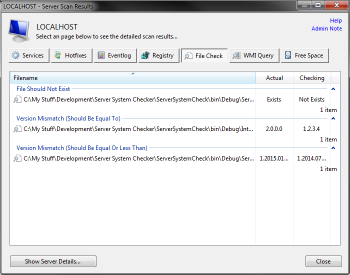 LOCALHOST - Server Scan Results
LOCALHOST
Select an page below to see the detailed scan results...
Help
Admin Note
Services
Hotfixes
Eventlog
Registry
File Check
WMI Query
Free Space
Filename Actual Checking
File Should Not Exist
C:\My Stuff\Development\Server System Checker\ServerSystemCheck\bin\Debug\Ser... Exists Not Exists
1 item
Version Mismatch (Should Be Equal To)
C:\My Stuff\Development\Server System Checker\ServerSystemCheck\bin\Debug\Int... 2.0.0.0 1.2.3.4
1 item
Version Mismatch (Should Be Equal Or Less Than)
C:\My Stuff\Development\Server System Checker\ServerSystemCheck\bin\Debug\Ser... 1.2015.01... 1.2014.07...
1 item
Show Server Details...
Close